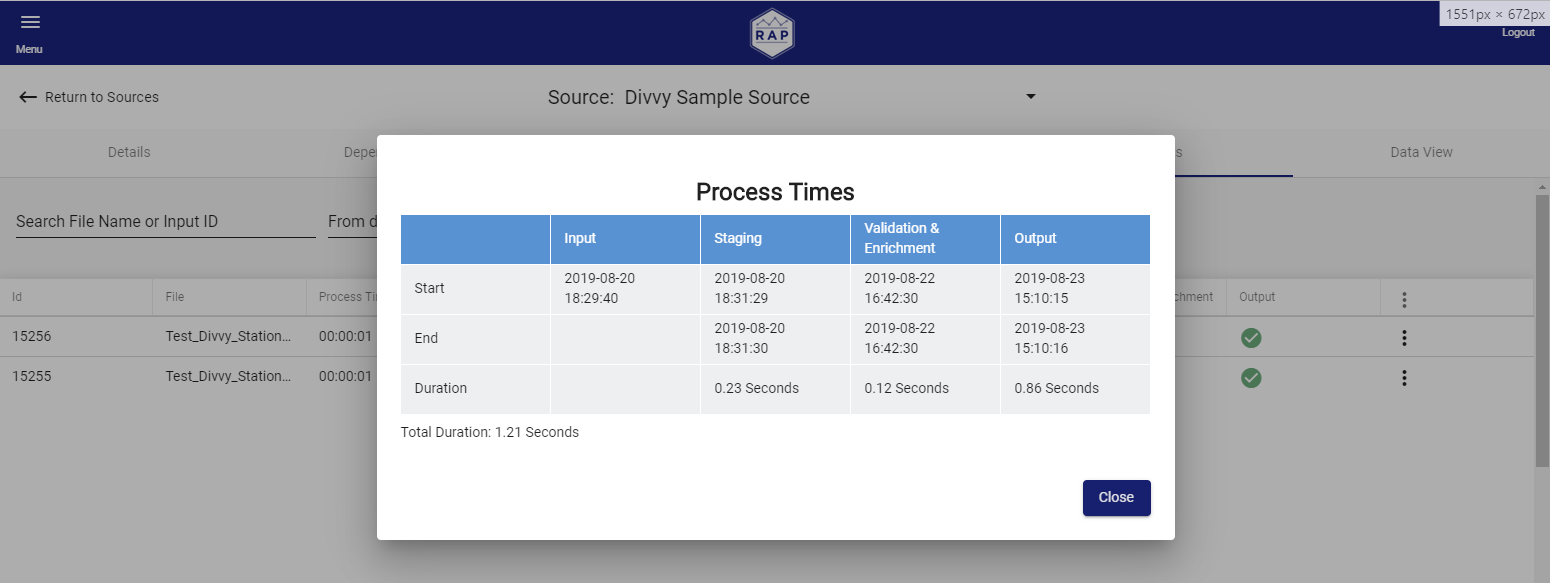 1551px × 672px
Menu
RAP
Logout
Return to Sources
Source: Divvy Sample Source
Details
Data View
Search File Name or Input ID
From
Process Times
Input
Staging
Validation &
Enrichment
Output
Start
2019-08-20
18:29:40
2019-08-20
18:31:29
2019-08-22
16:42:30
2019-08-23
15:10:15
End
2019-08-20
18:31:30
2019-08-22
16:42:30
2019-08-23
15:10:16
Duration
0.23 Seconds
0.12 Seconds
0.86 Seconds
Total Duration: 1.21 Seconds
Close
Id
File
Process
Output
15256
Test_Divvy_Station...
00:00:01
15255
Test_Divvy_Station...
00:00:01